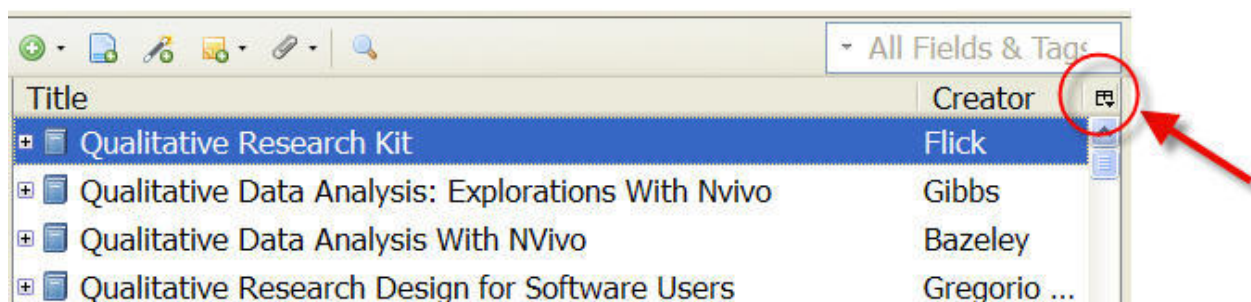 All Fields & Tags
Title Creator
Qualitative Research Kit Flick
Qualitative Data Analysis: Explorations With Nvivo Gibbs
Qualitative Data Analysis With NVivo Bazeley
Qualitative Research Design for Software Users Gregorio ...